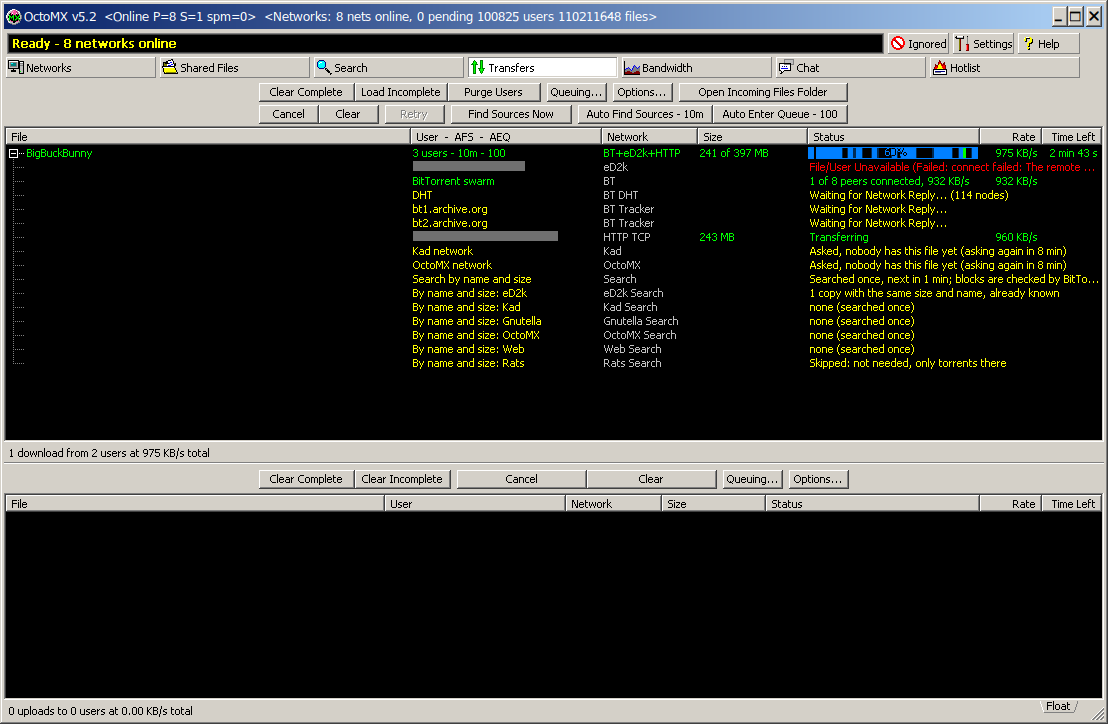 OctoMX v5.2 <Online P=8 S=1 spm=0> <Networks: 8 nets online, 0 pending 100825 users 110211648 files>
Ready - 8 networks online
Ignored Settings Help
Networks Shared Files Search Transfers Bandwidth Chat Hotlist
Clear Complete Load Incomplete Purge Users Queuing... Options... Open Incoming Files Folder
Cancel Clear Retry Find Sources Now Auto Find Sources - 10m Auto Enter Queue - 100
File User - AFS - AEQ Network Size Status Rate Time Left
BigBuckBunny 3 users - 10m - 100 BT+eD2k+HTTP 241 of 397 MB 60% 975 KB/s 2 min 43 s
eD2k File/User Unavailable (Failed: connect failed: The remote ...
BitTorrent swarm BT 1 of 8 peers connected, 932 KB/s 932 KB/s
DHT BT DHT Waiting for Network Reply... (114 nodes)
bt1.archive.org BT Tracker Waiting for Network Reply...
bt2.archive.org BT Tracker Waiting for Network Reply...
HTTP TCP 243 MB Transferring 960 KB/s
Kad network Kad Asked, nobody has this file yet (asking again in 8 min)
OctoMX network OctoMX Asked, nobody has this file yet (asking again in 8 min)
Search by name and size Search Searched once, next in 1 min; blocks are checked by BitTo...
By name and size: eD2k eD2k Search 1 copy with the same size and name, already known
By name and size: Kad Kad Search none (searched once)
By name and size: Gnutella Gnutella Search none (searched once)
By name and size: OctoMX OctoMX Search none (searched once)
By name and size: Web Web Search none (searched once)
By name and size: Rats Rats Search Skipped: not needed, only torrents there
1 download from 2 users at 975 KB/s total
Clear Complete Clear Incomplete Cancel Clear Queuing... Options...
File User Network Size Status Rate Time Left
0 uploads to 0 users at 0.00 KB/s total
Float